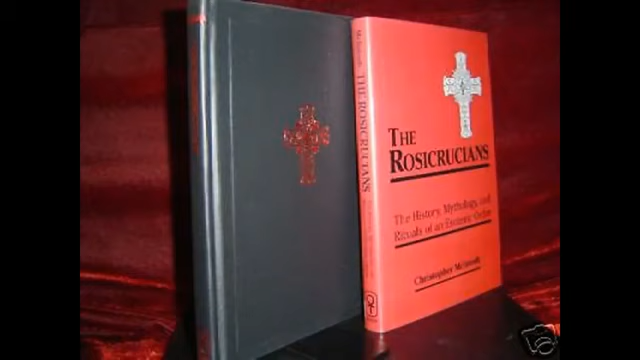 McIntosh THE ROSICRUCIANS
THE
ROSICRUCIANS
The History, Mythology, and
Rituals of an Esoteric Order
Christopher McIntosh